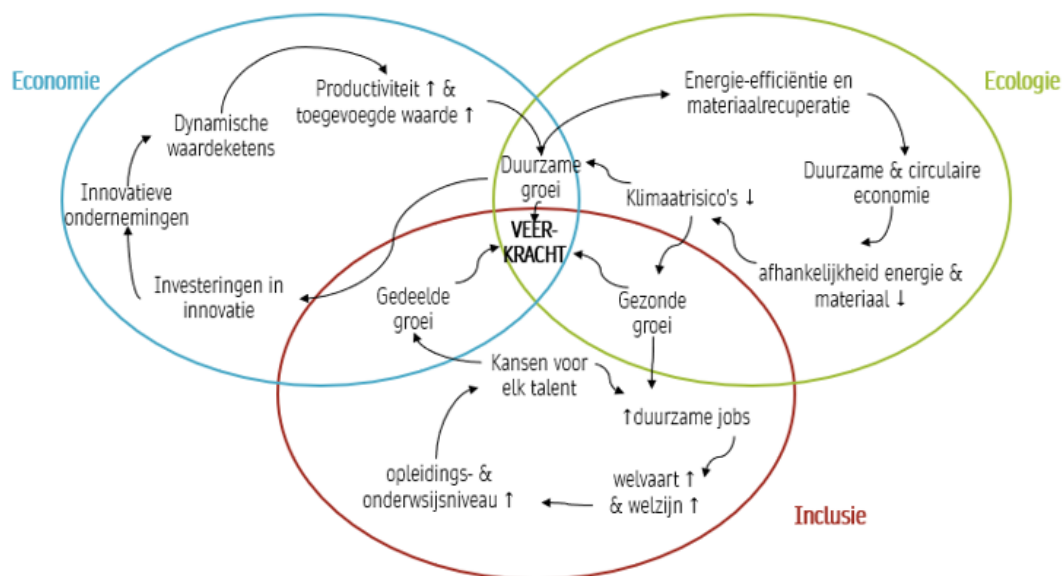 Economie
Ecologie
Productiviteit ↑ &
toegevoegde waarde ↑
Energie-efficiëntie en
materiaalrecuperatie
Dynamische
waardeketens
Duurzame
groei
Klimaatrisico's ↓
Duurzame & circulaire
economie
Innovatieve
ondernemingen
VEER-
KRACHT
Investeringen in
innovatie
Gedeelde
groei
Gezonde
groei
afhankelijkheid energie &
materiaal ↓
Kansen voor
elk talent
↑duurzame jobs
opleidings- &
onderwsijsniveau ↑
welvaart ↑
& welzijn ↑
Inclusie